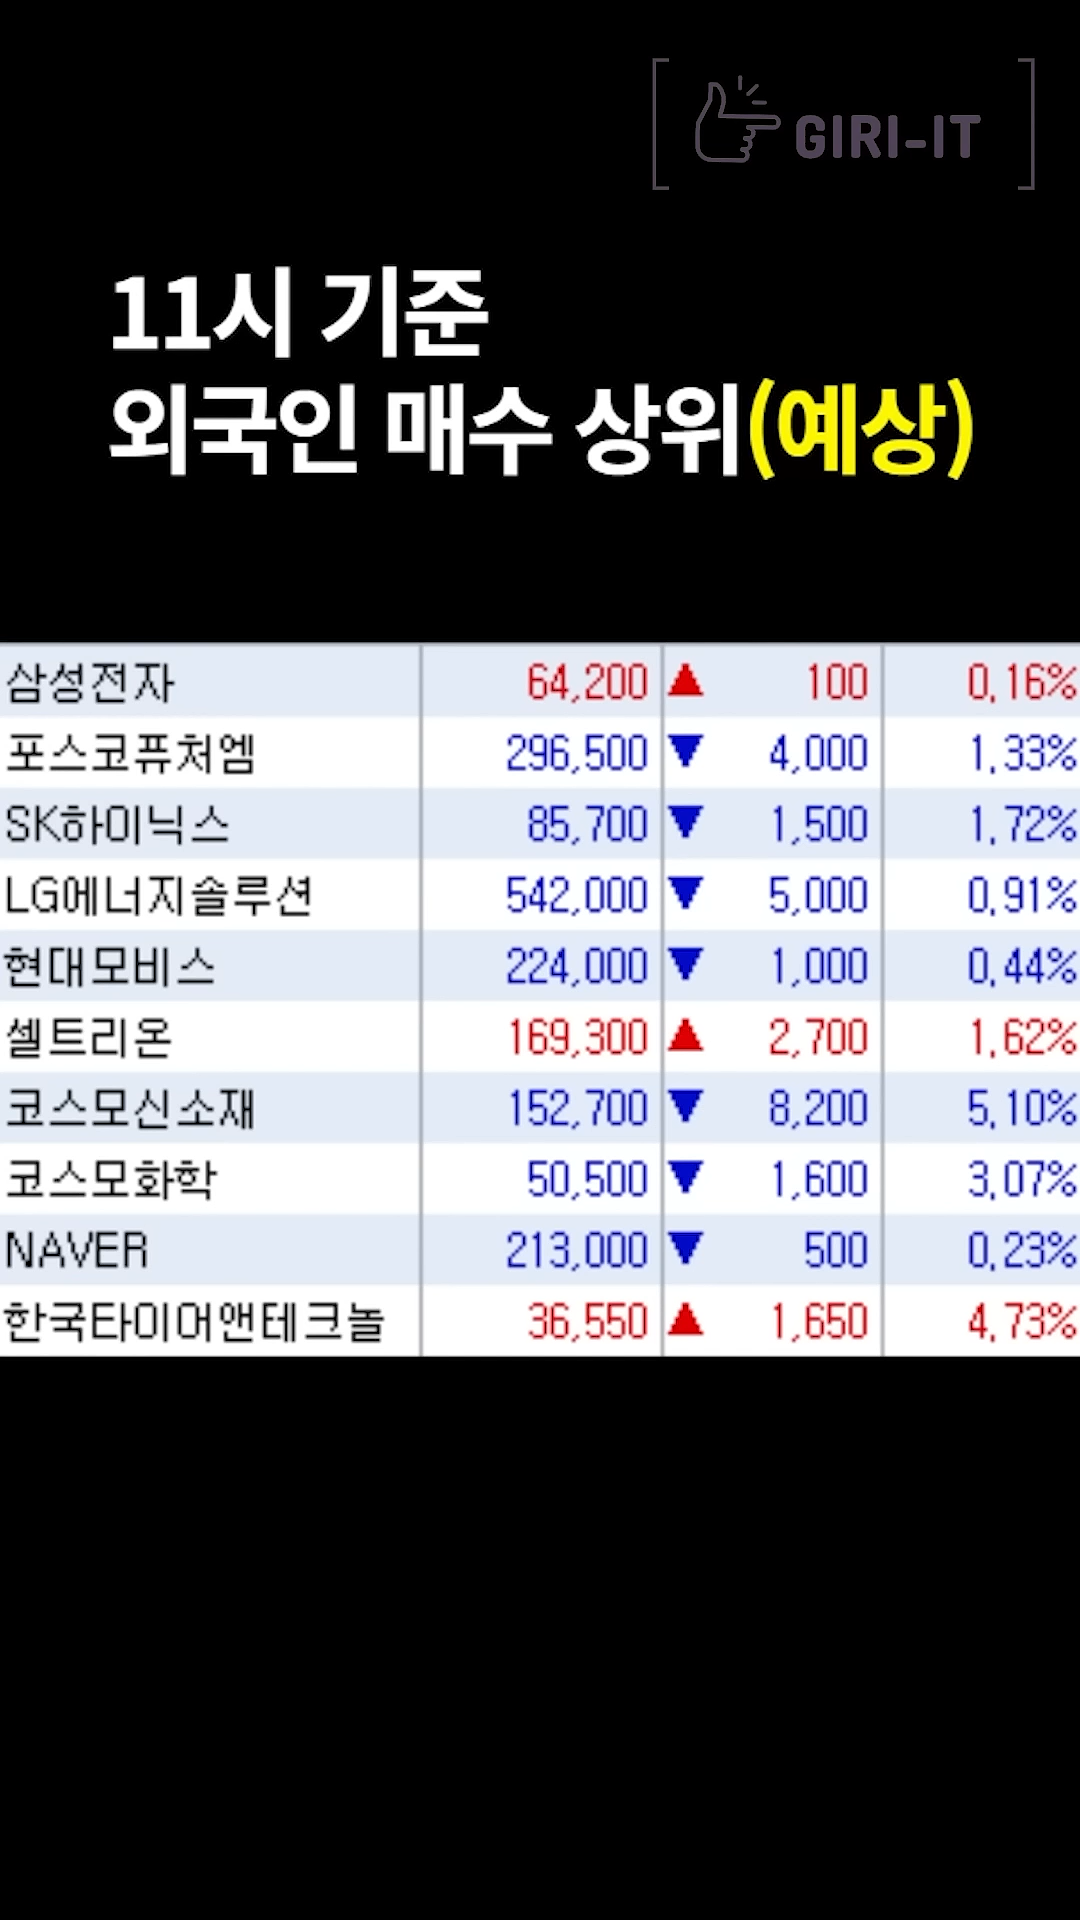 GIRI-IT
11시 기준
외국인 매수 상위(예상)
삼성전자 64,200 ▲ 100 0.16%
포스코퓨처엠 296,500 ▼ 4,000 1.33%
SK하이닉스 85,700 ▼ 1,500 1.72%
LG에너지솔루션 542,000 ▼ 5,000 0.91%
현대모비스 224,000 ▼ 1,000 0.44%
셀트리온 169,300 ▲ 2,700 1.62%
코스모신소재 152,700 ▼ 8,200 5.10%
코스모화학 50,500 ▼ 1,600 3.07%
NAVER 213,000 ▼ 500 0.23%
한국타이어앤테크놀 36,550 ▲ 1,650 4.73%